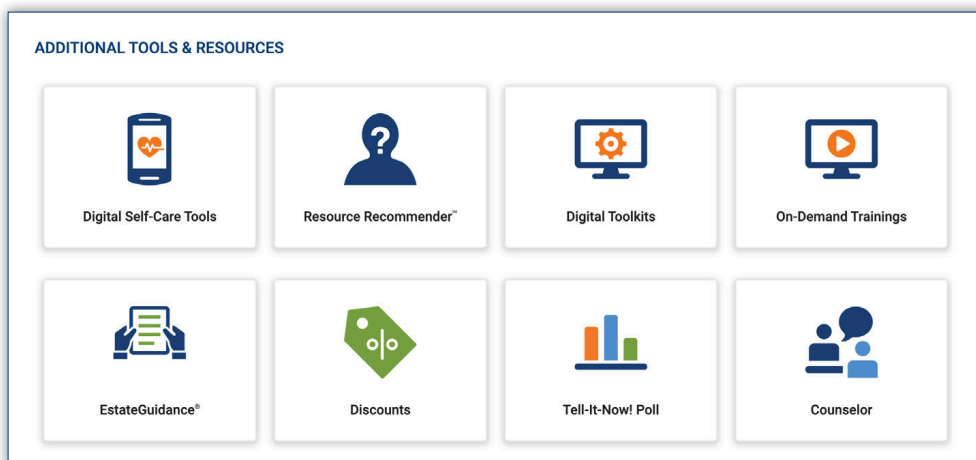 ADDITIONAL TOOLS & RESOURCES
?
Digital Self-Care Tools
Resource Recommender™
Digital Toolkits
On-Demand Trainings
%
EstateGuidance®
Discounts
Tell-It-Now! Poll
Counselor